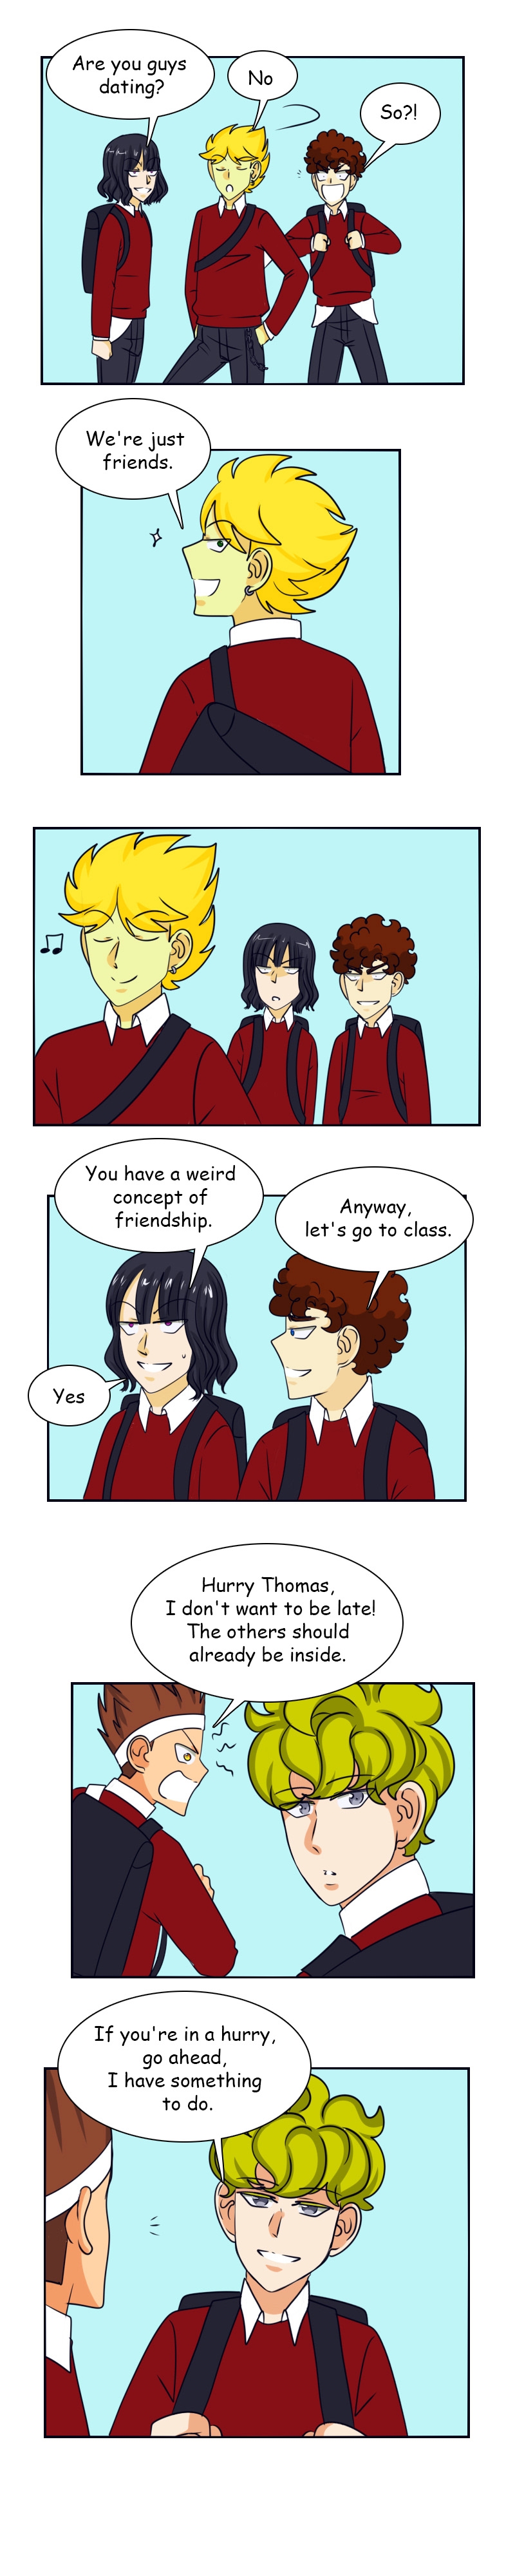 Are you guys
dating?
No
So?!
We're just
friends.
You have a weird
concept of
friendship.
Anyway,
let's go to class.
Yes
Hurry Thomas,
I don't want to be late!
The others should
already be inside.
If you're in a hurry,
go ahead,
I have something
to do.